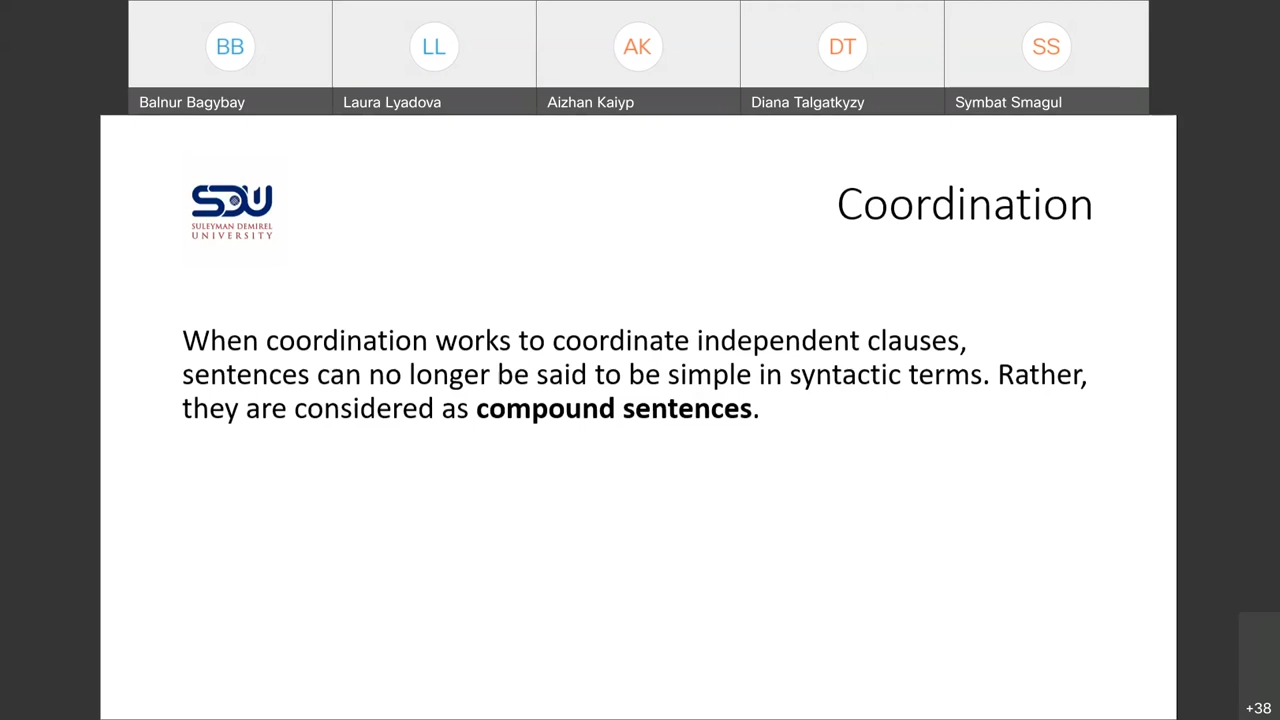 BB
LL
AK
DT
SS
Balnur Bagybay
Laura Lyadova
Aizhan Kaiyp
Diana Talgatkyzy
Symbat Smagul
SDU
SULEYMAN DEMIREL
UNIVERSITY
Coordination
When coordination works to coordinate independent clauses,
sentences can no longer be said to be simple in syntactic terms. Rather,
they are considered as compound sentences.
+38